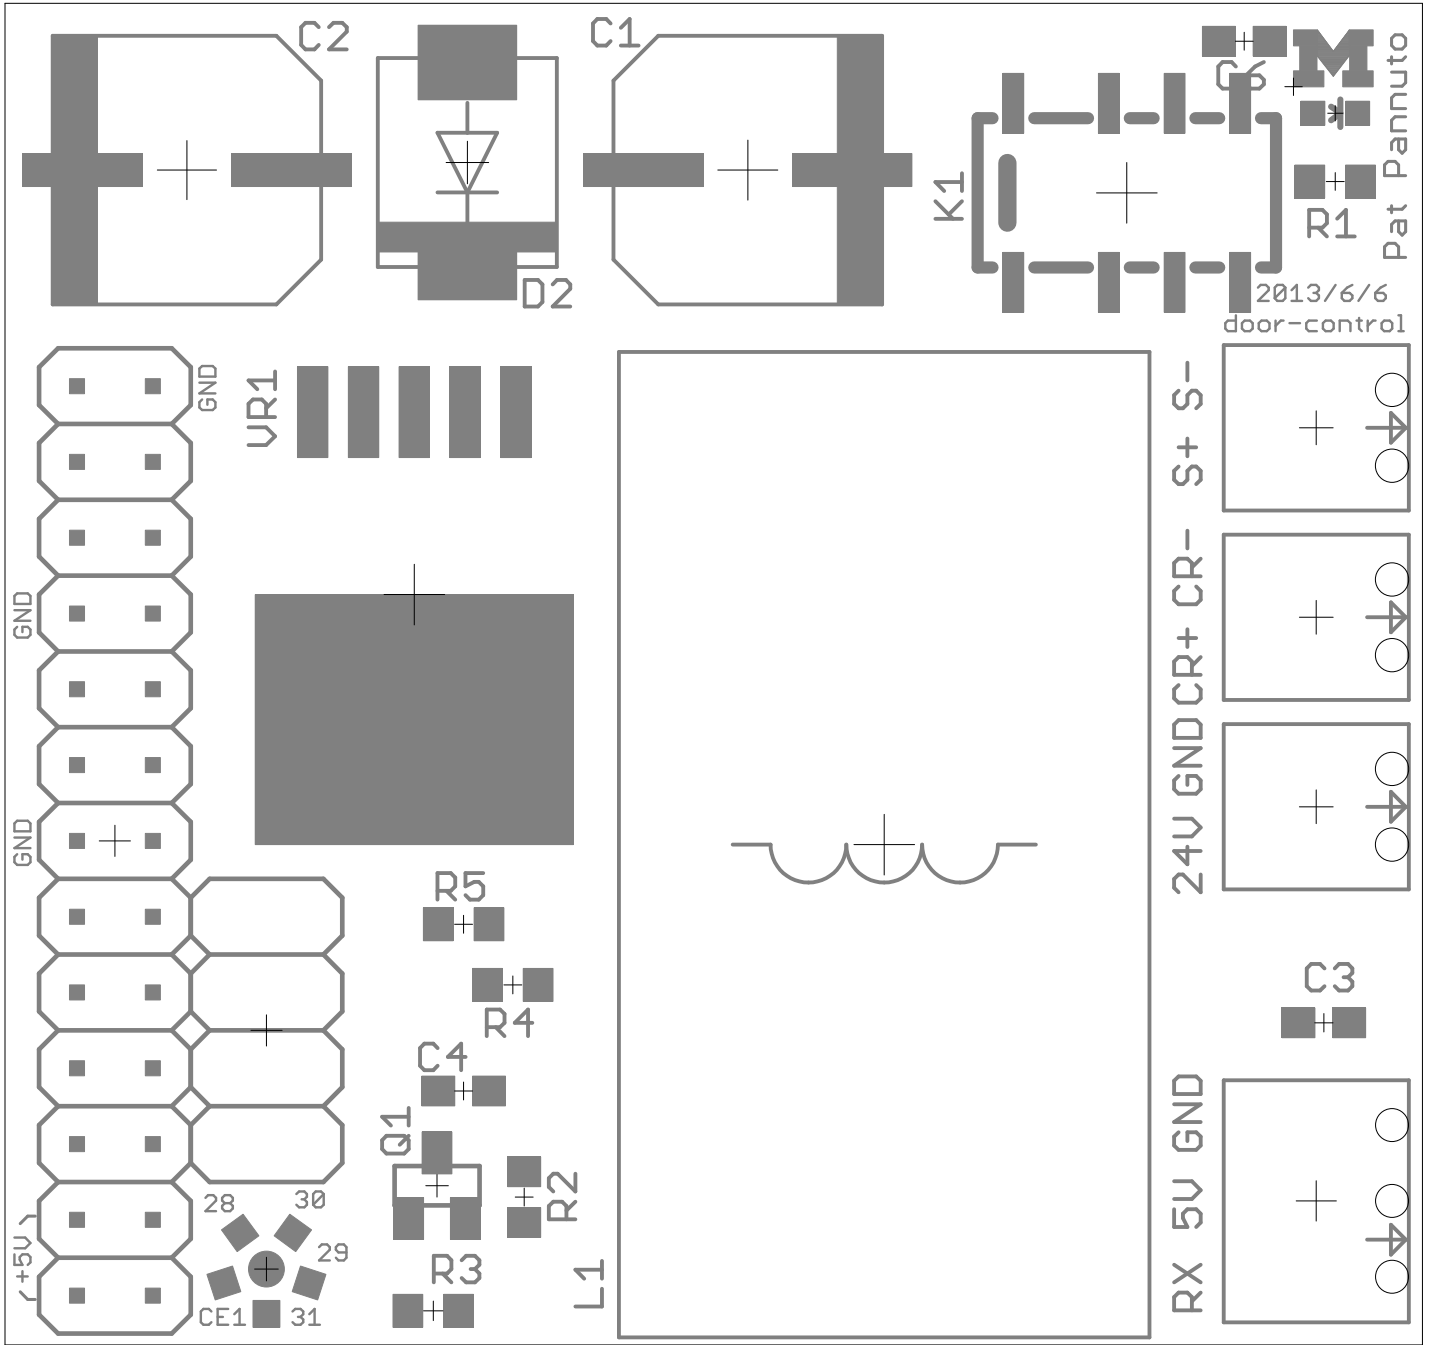 C2
C1
C6
M
Pat Pannuto
K1
R1
D2
2013/6/6
door-control
GND
VR1
S+ S-
GND
CR+ CR-
24V GND
GND
R5
R4
C3
C4
Q1
R2
5V GND
RX
28
30
29
+5V
R3
L1
CE1
31